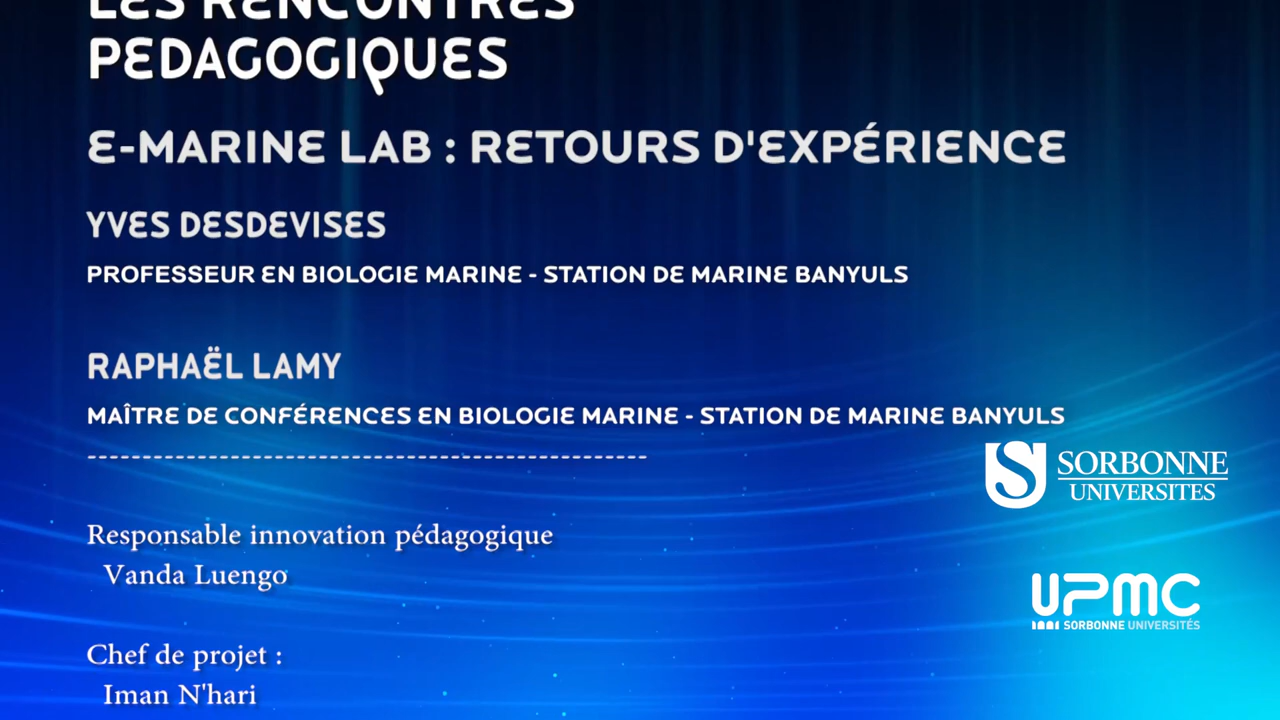 LES RENCONTRES
PEDAGOGIQUES
E-MARINE LAB : RETOURS D'EXPÉRIENCE
YVES DESDEVISES
PROFESSEUR EN BIOLOGIE MARINE - STATION DE MARINE BANYULS
RAPHAËL LAMY
MAÎTRE DE CONFÉRENCES EN BIOLOGIE MARINE - STATION DE MARINE BANYULS
----------------------------------------------------
SORBONNE
UNIVERSITES
Responsable innovation pédagogique
Vanda Luengo
UPMC
SORBONNE UNIVERSITÉS
Chef de projet :
Iman N'hari